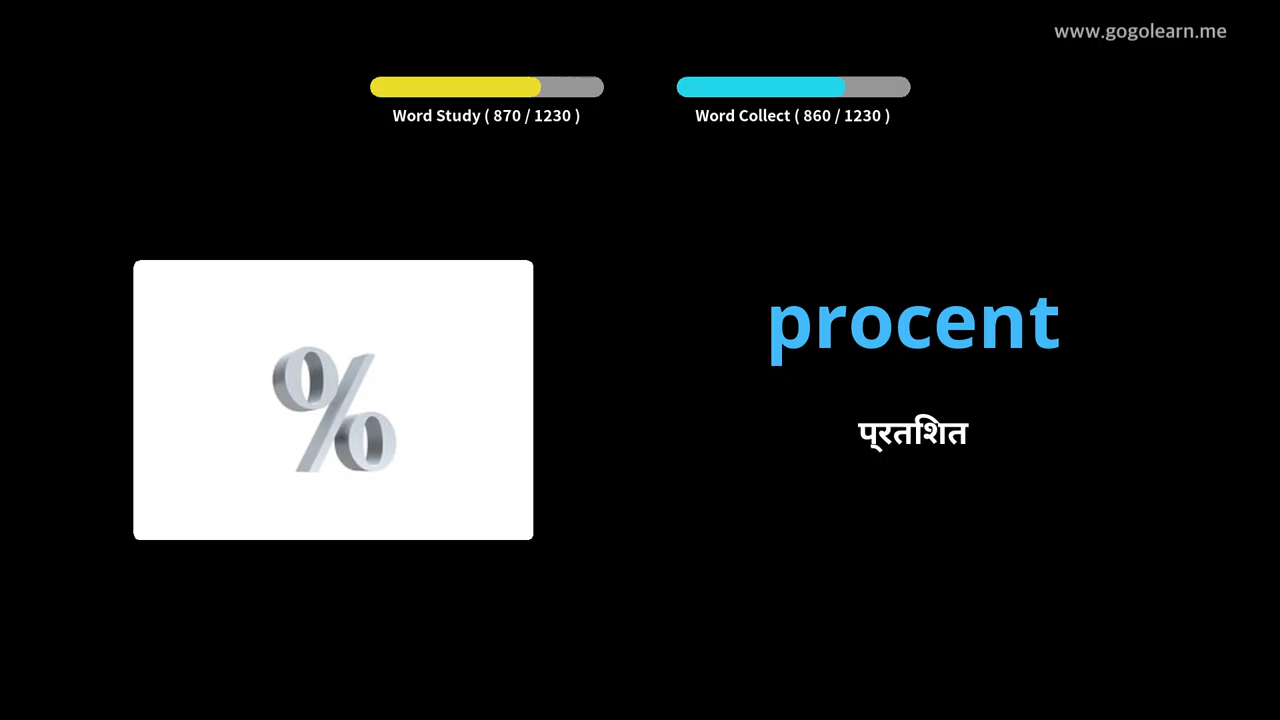 www.gogolearn.me
Word Study ( 870 / 1230 )
Word Collect ( 860 / 1230 )
%
procent
प्रतिशत